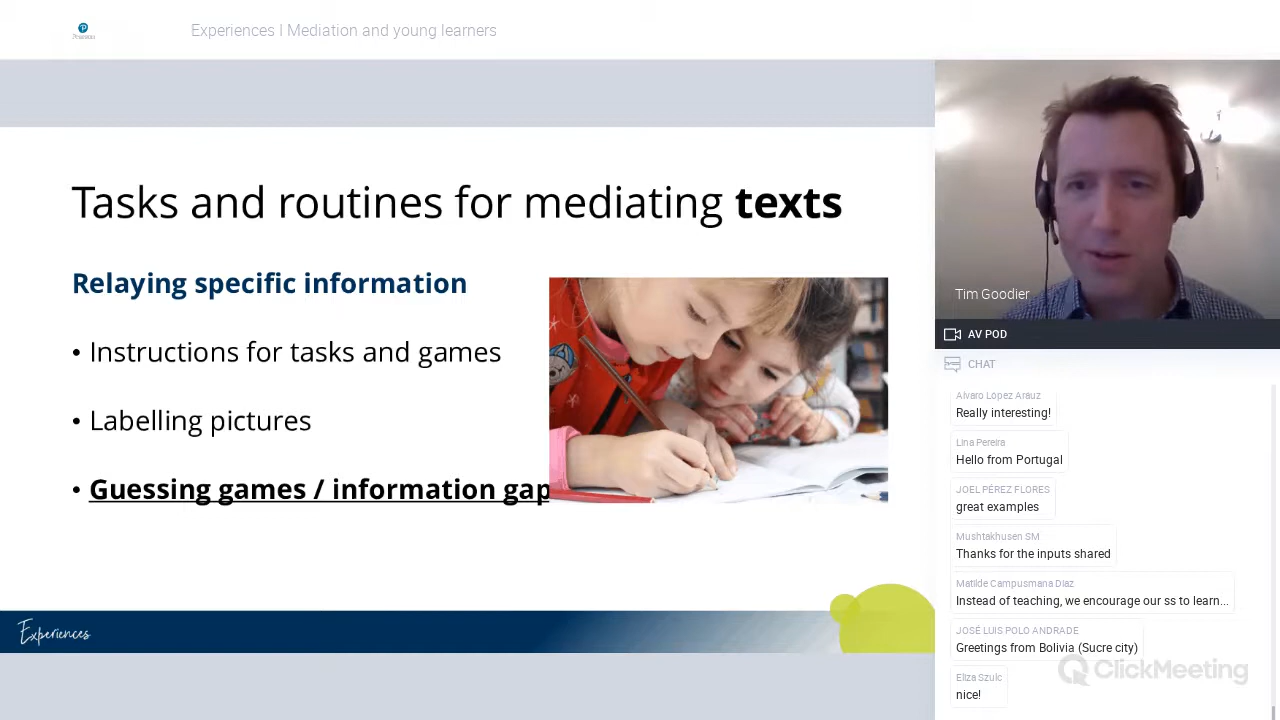 Pearson
Experiences I Mediation and young learners
Tasks and routines for mediating texts
Relaying specific information
• Instructions for tasks and games
• Labelling pictures
• Guessing games / information gap
Experiences
Tim Goodier
AV POD
CHAT
Alvaro López Arauz
Really interesting!
Lina Pereira
Hello from Portugal
JOEL PÉREZ FLORES
great examples
Mushtakhusen SM
Thanks for the inputs shared
Matilde Campusmana Diaz
Instead of teaching, we encourage our ss to learn...
JOSÉ LUIS POLO ANDRADE
Greetings from Bolivia (Sucre city)
Eliza Szulc
nice!
ClickMeeting